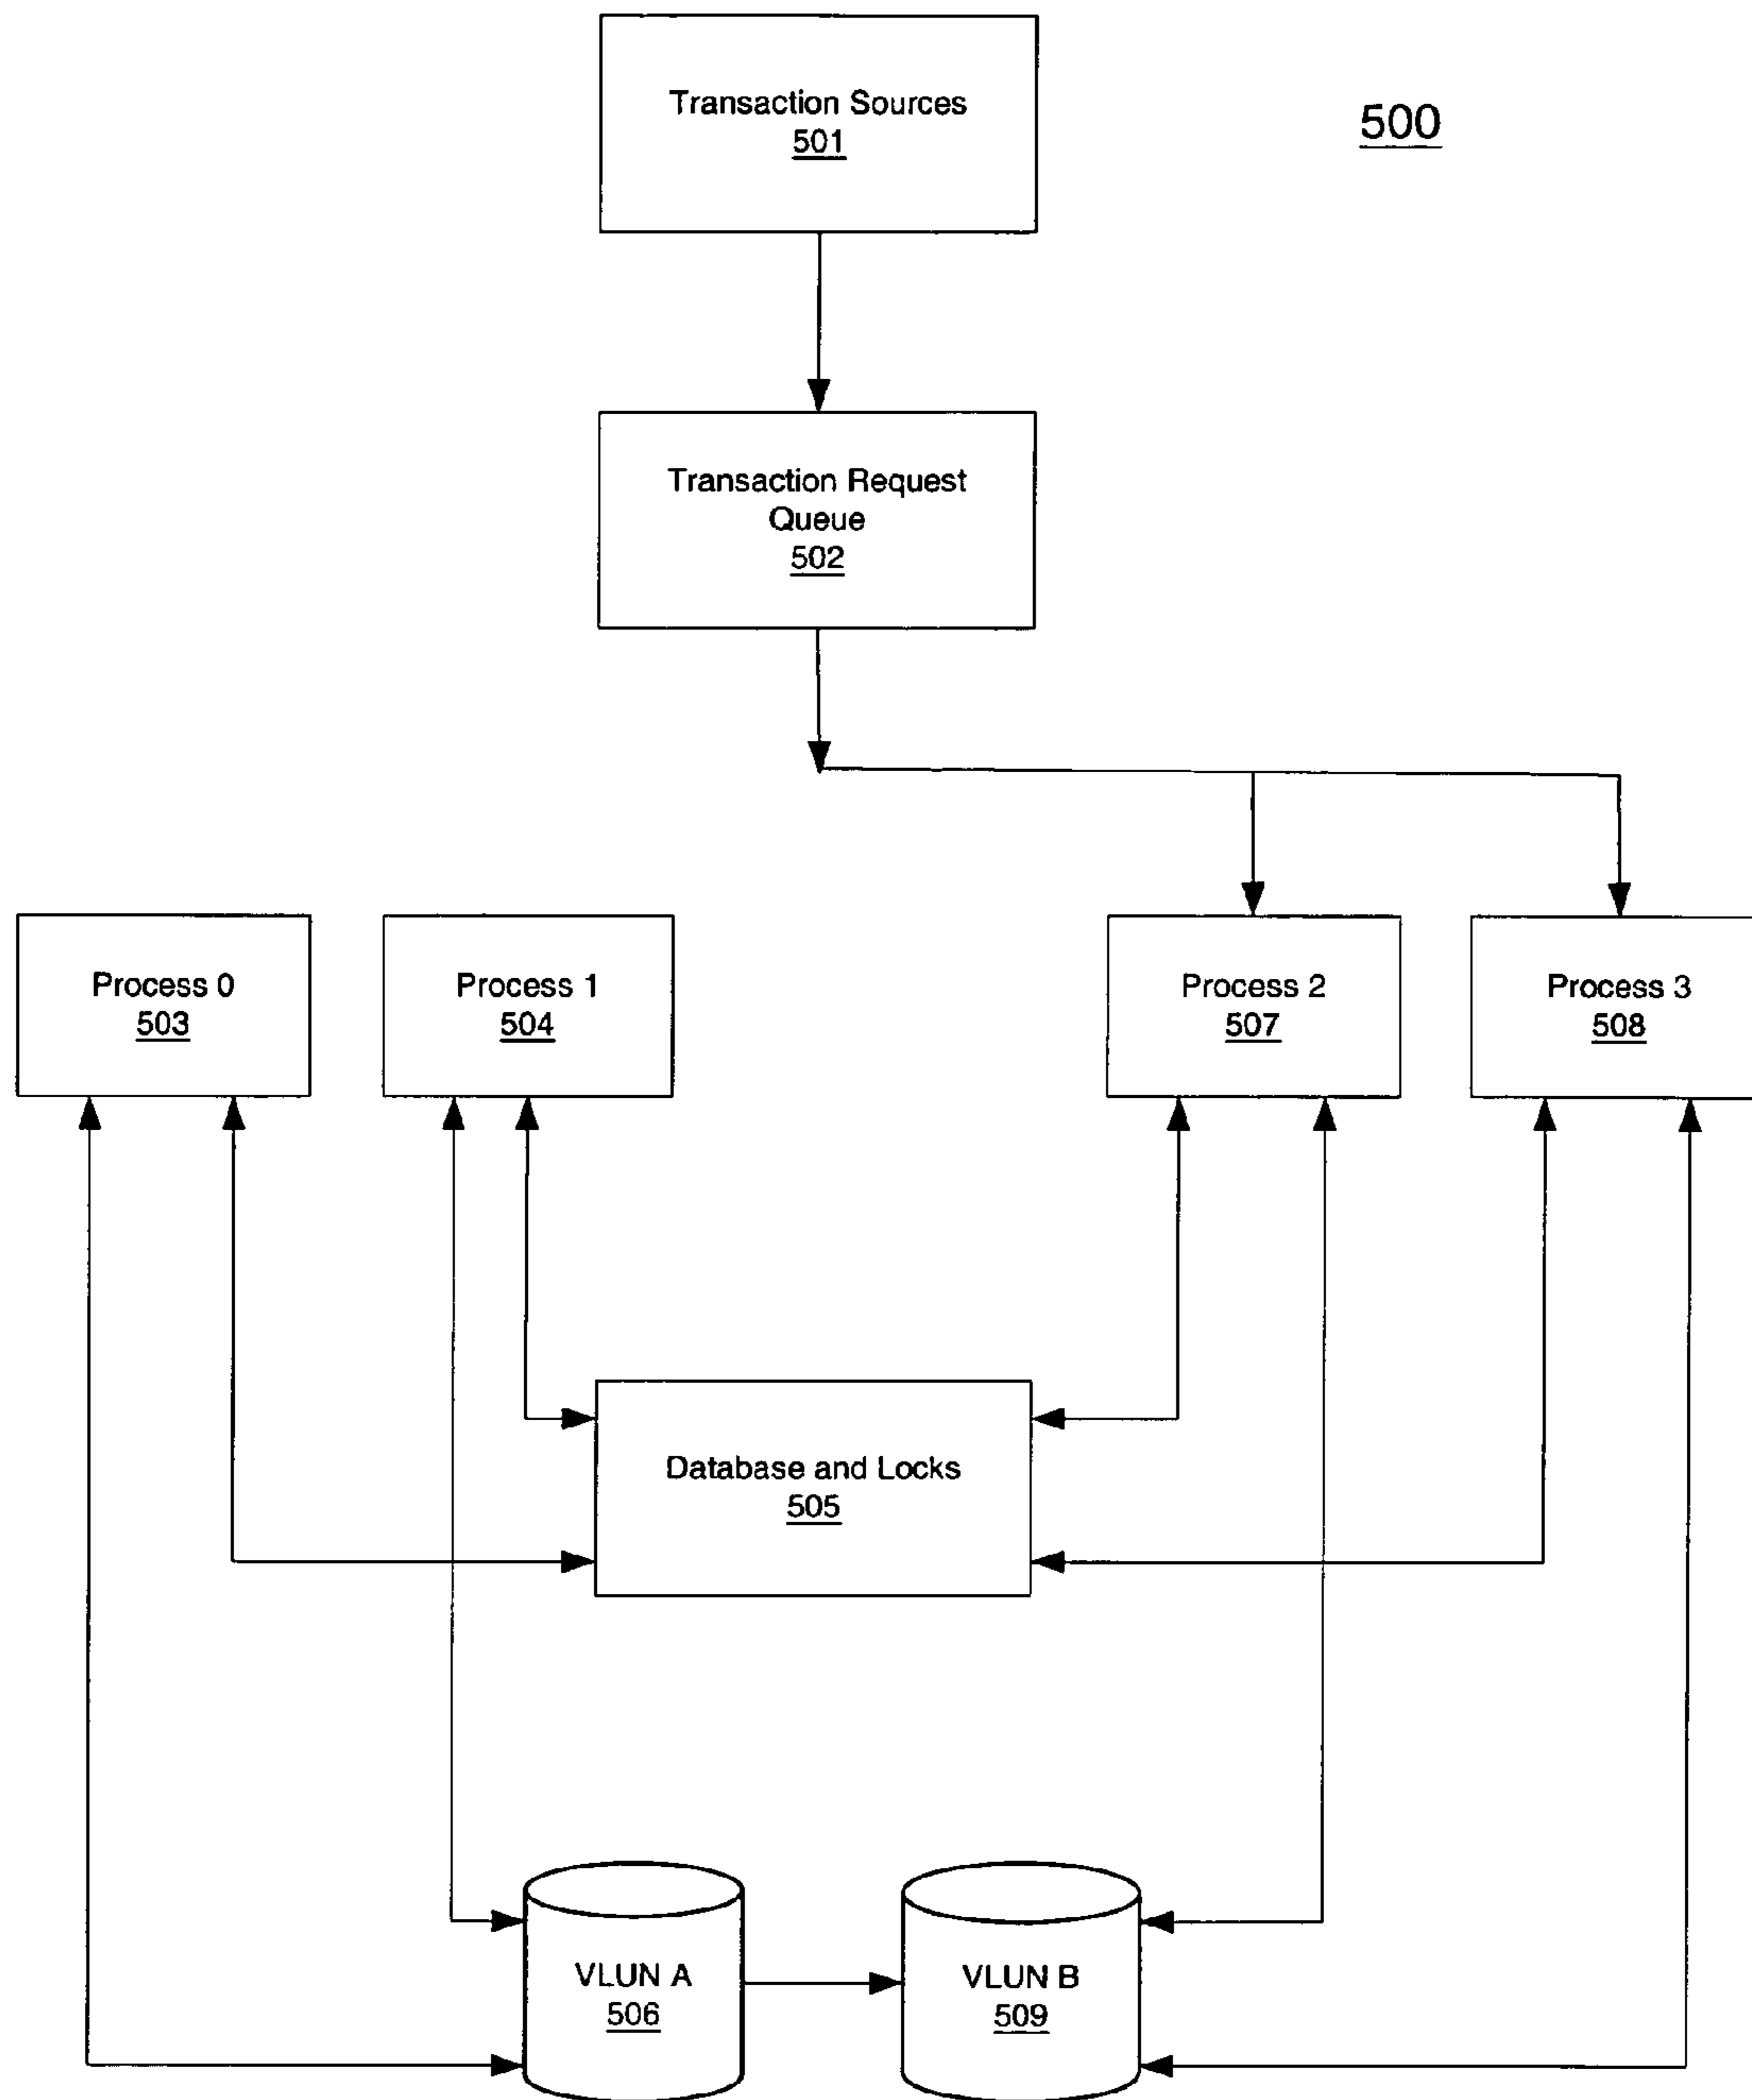 Transaction Sources
501
500
Transaction Request
Queue
502
Process 0
503
Process 1
504
Process 2
507
Process 3
508
Database and Locks
505
VLUN A
506
VLUN B
509